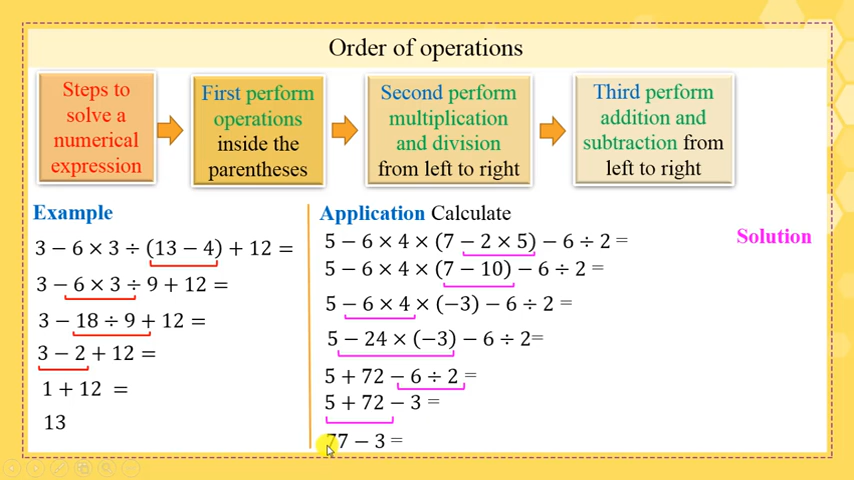 Order of operations
Steps to
solve a
numerical
expression
First perform
operations
inside the
parentheses
Second perform
multiplication
and division
from left to right
Third perform
addition and
subtraction from
left to right
Example
3 − 6 × 3 ÷ (13 − 4) + 12 =
3 − 6 × 3 ÷ 9 + 12 =
3 − 18 ÷ 9 + 12 =
3 − 2 + 12 =
1 + 12 =
13
Application Calculate
5 − 6 × 4 × (7 − 2 × 5) − 6 ÷ 2 =
5 − 6 × 4 × (7 − 10) − 6 ÷ 2 =
5 − 6 × 4 × (−3) − 6 ÷ 2 =
5 − 24 × (−3) − 6 ÷ 2=
5 + 72 − 6 ÷ 2 =
5 + 72 − 3 =
77 − 3 =
Solution